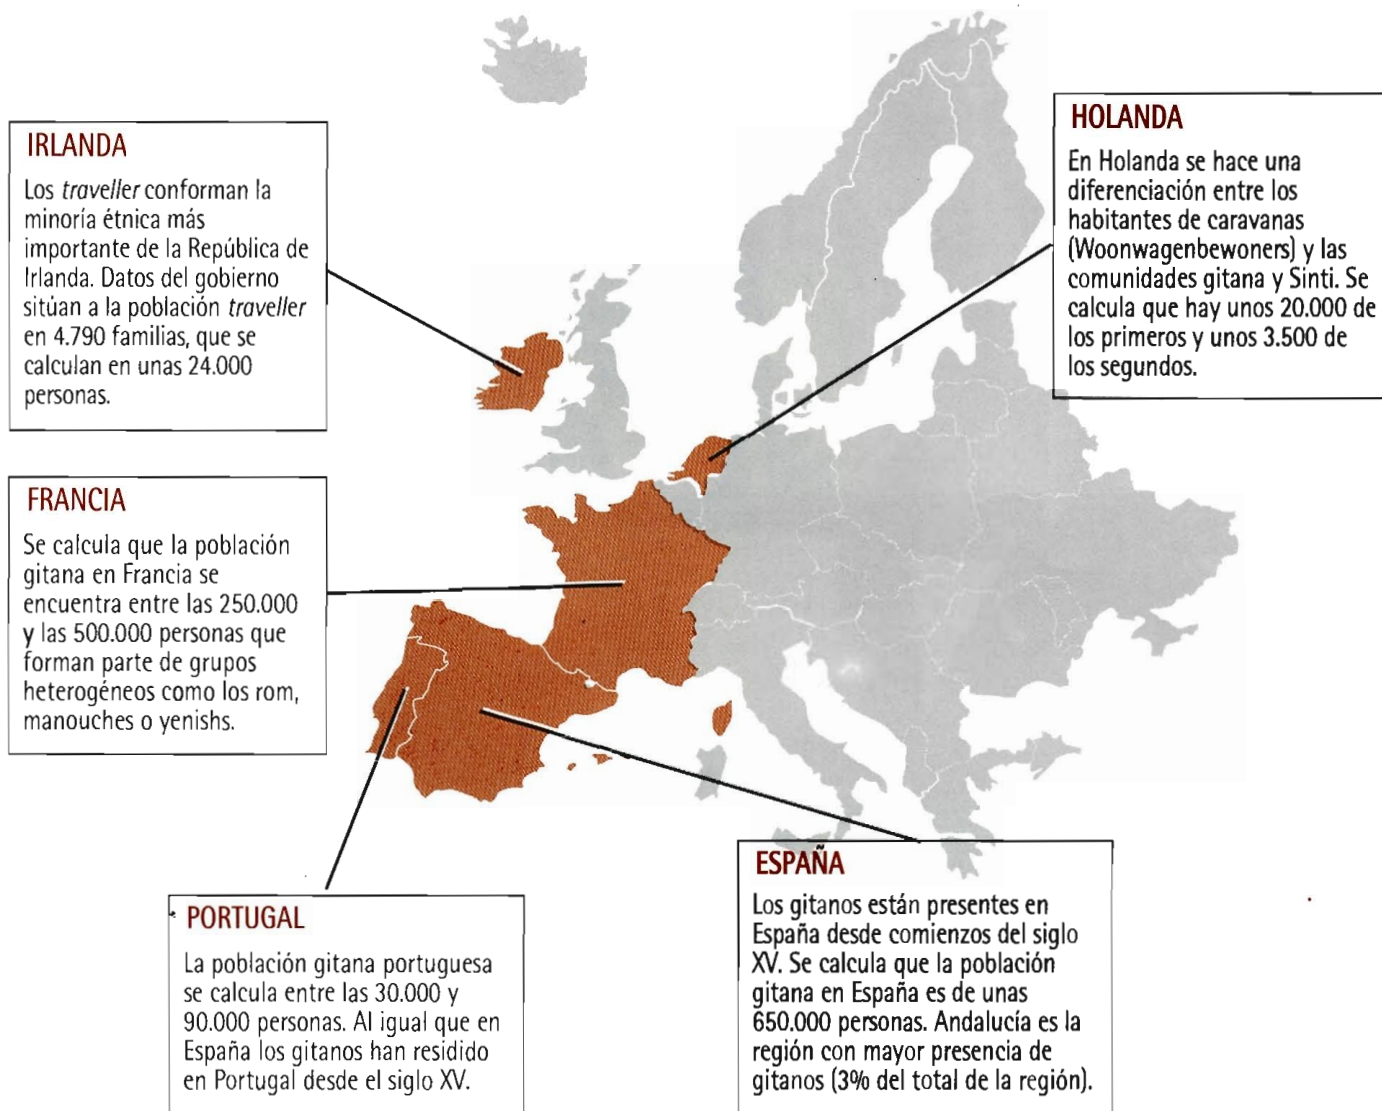 IRLANDA
Los traveller conforman la
minoría étnica más
importante de la República de
Irlanda. Datos del gobierno
sitúan a la población traveller
en 4.790 familias, que se
calculan en unas 24.000
personas.
HOLANDA
En Holanda se hace una
diferenciación entre los
habitantes de caravanas
(Woonwagenbewoners) y las
comunidades gitana y Sinti. Se
calcula que hay unos 20.000 de
los primeros y unos 3.500 de
los segundos.
FRANCIA
Se calcula que la población
gitana en Francia se
encuentra entre las 250.000
y las 500.000 personas que
forman parte de grupos
heterogéneos como los rom,
manouches o yenishs.
PORTUGAL
La población gitana portuguesa
se calcula entre las 30.000 y
90.000 personas. Al igual que en
España los gitanos han residido
en Portugal desde el siglo XV.
ESPAÑA
Los gitanos están presentes en
España desde comienzos del siglo
XV. Se calcula que la población
gitana en España es de unas
650.000 personas. Andalucía es la
región con mayor presencia de
gitanos (3% del total de la región).